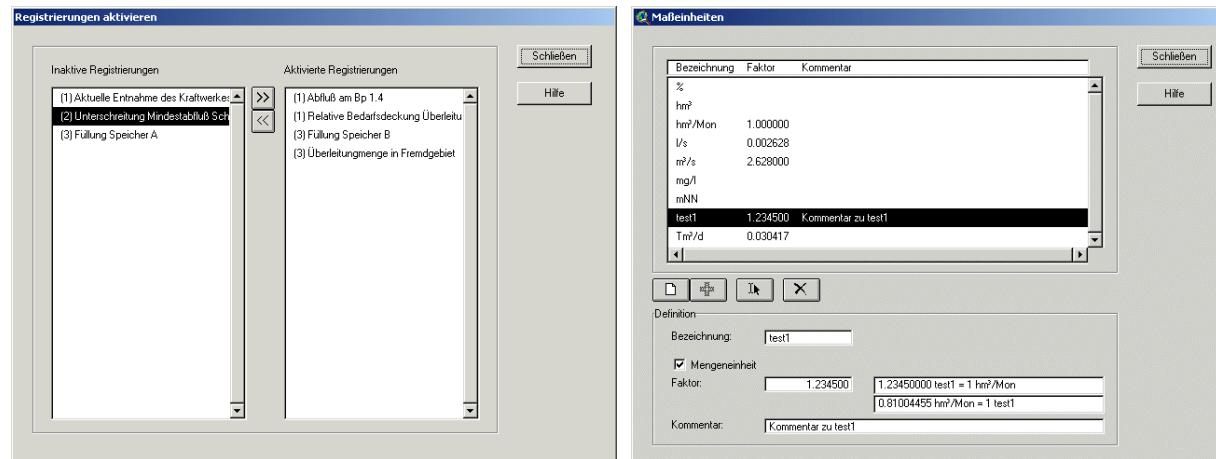 Registrierungen aktivieren
Inaktive Registrierungen
(1) Aktuelle Entnahme des Kraftwerkes
(2) Unterschreitung Mindestabfluß Sch
(3) Füllung Speicher A
>>
<<
Aktivierte Registrierungen
(1) Abfluß am Bp 1.4
(1) Relative Bedarfsdeckung Überleitu
(3) Füllung Speicher B
(3) Überleitungmenge in Fremdgebiet
Schließen
Hilfe
Maßeinheiten
Bezeichnung Faktor Kommentar
%
hm³
hm³/Mon 1.000000
l/s 0.002628
m³/s 2.628000
mg/l
mNN
test1 1.234500 Kommentar zu test1
Tm³/d 0.030417
Schließen
Hilfe
Definition
Bezeichnung: test1
Mengeneinheit
Faktor: 1.234500 1.23450000 test1 = 1 hm³/Mon
0.81004455 hm³/Mon = 1 test1
Kommentar: Kommentar zu test1